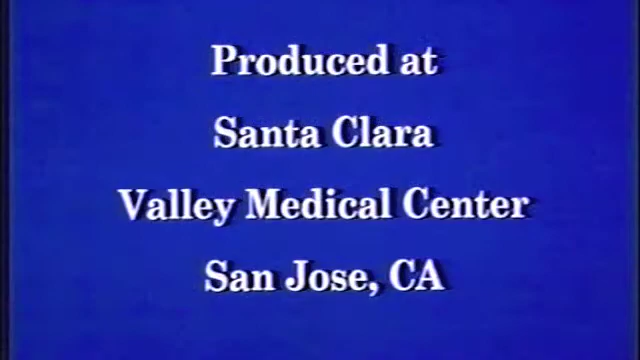 Produced at
Santa Clara
Valley Medical Center
San Jose, CA